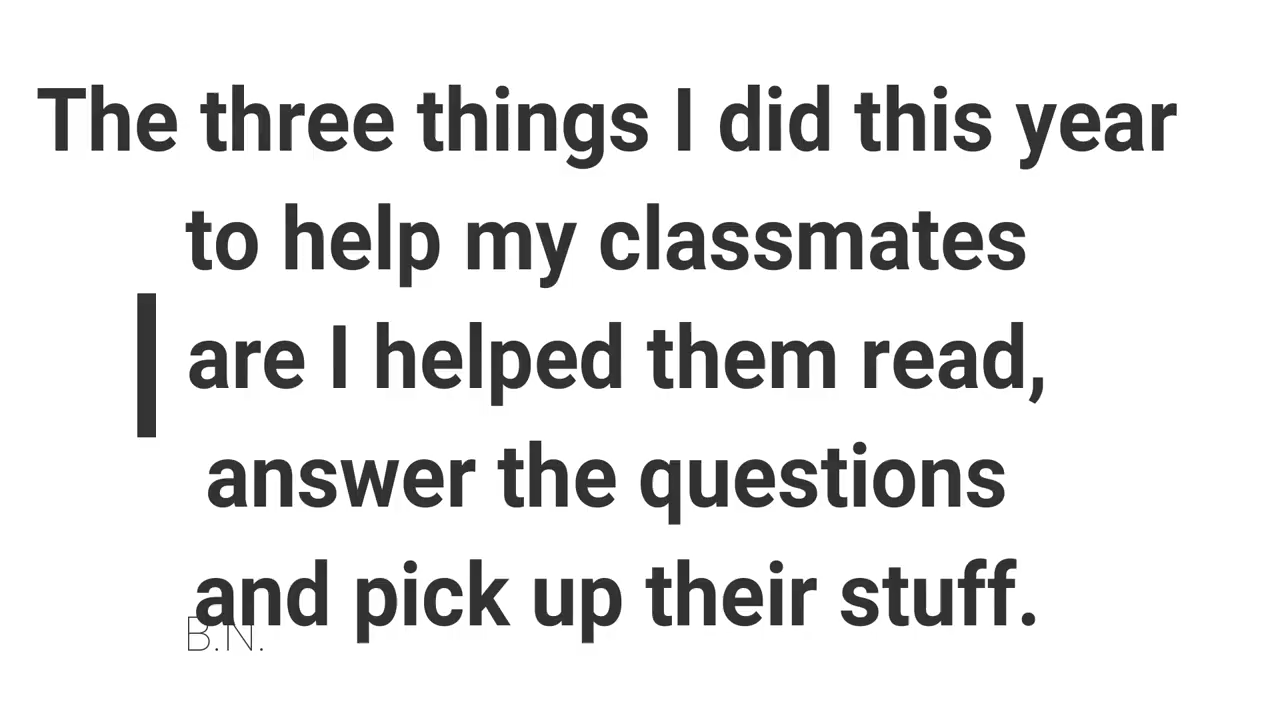 The three things I did this year
to help my classmates
are I helped them read,
answer the questions
and pick up their stuff.
B.N.